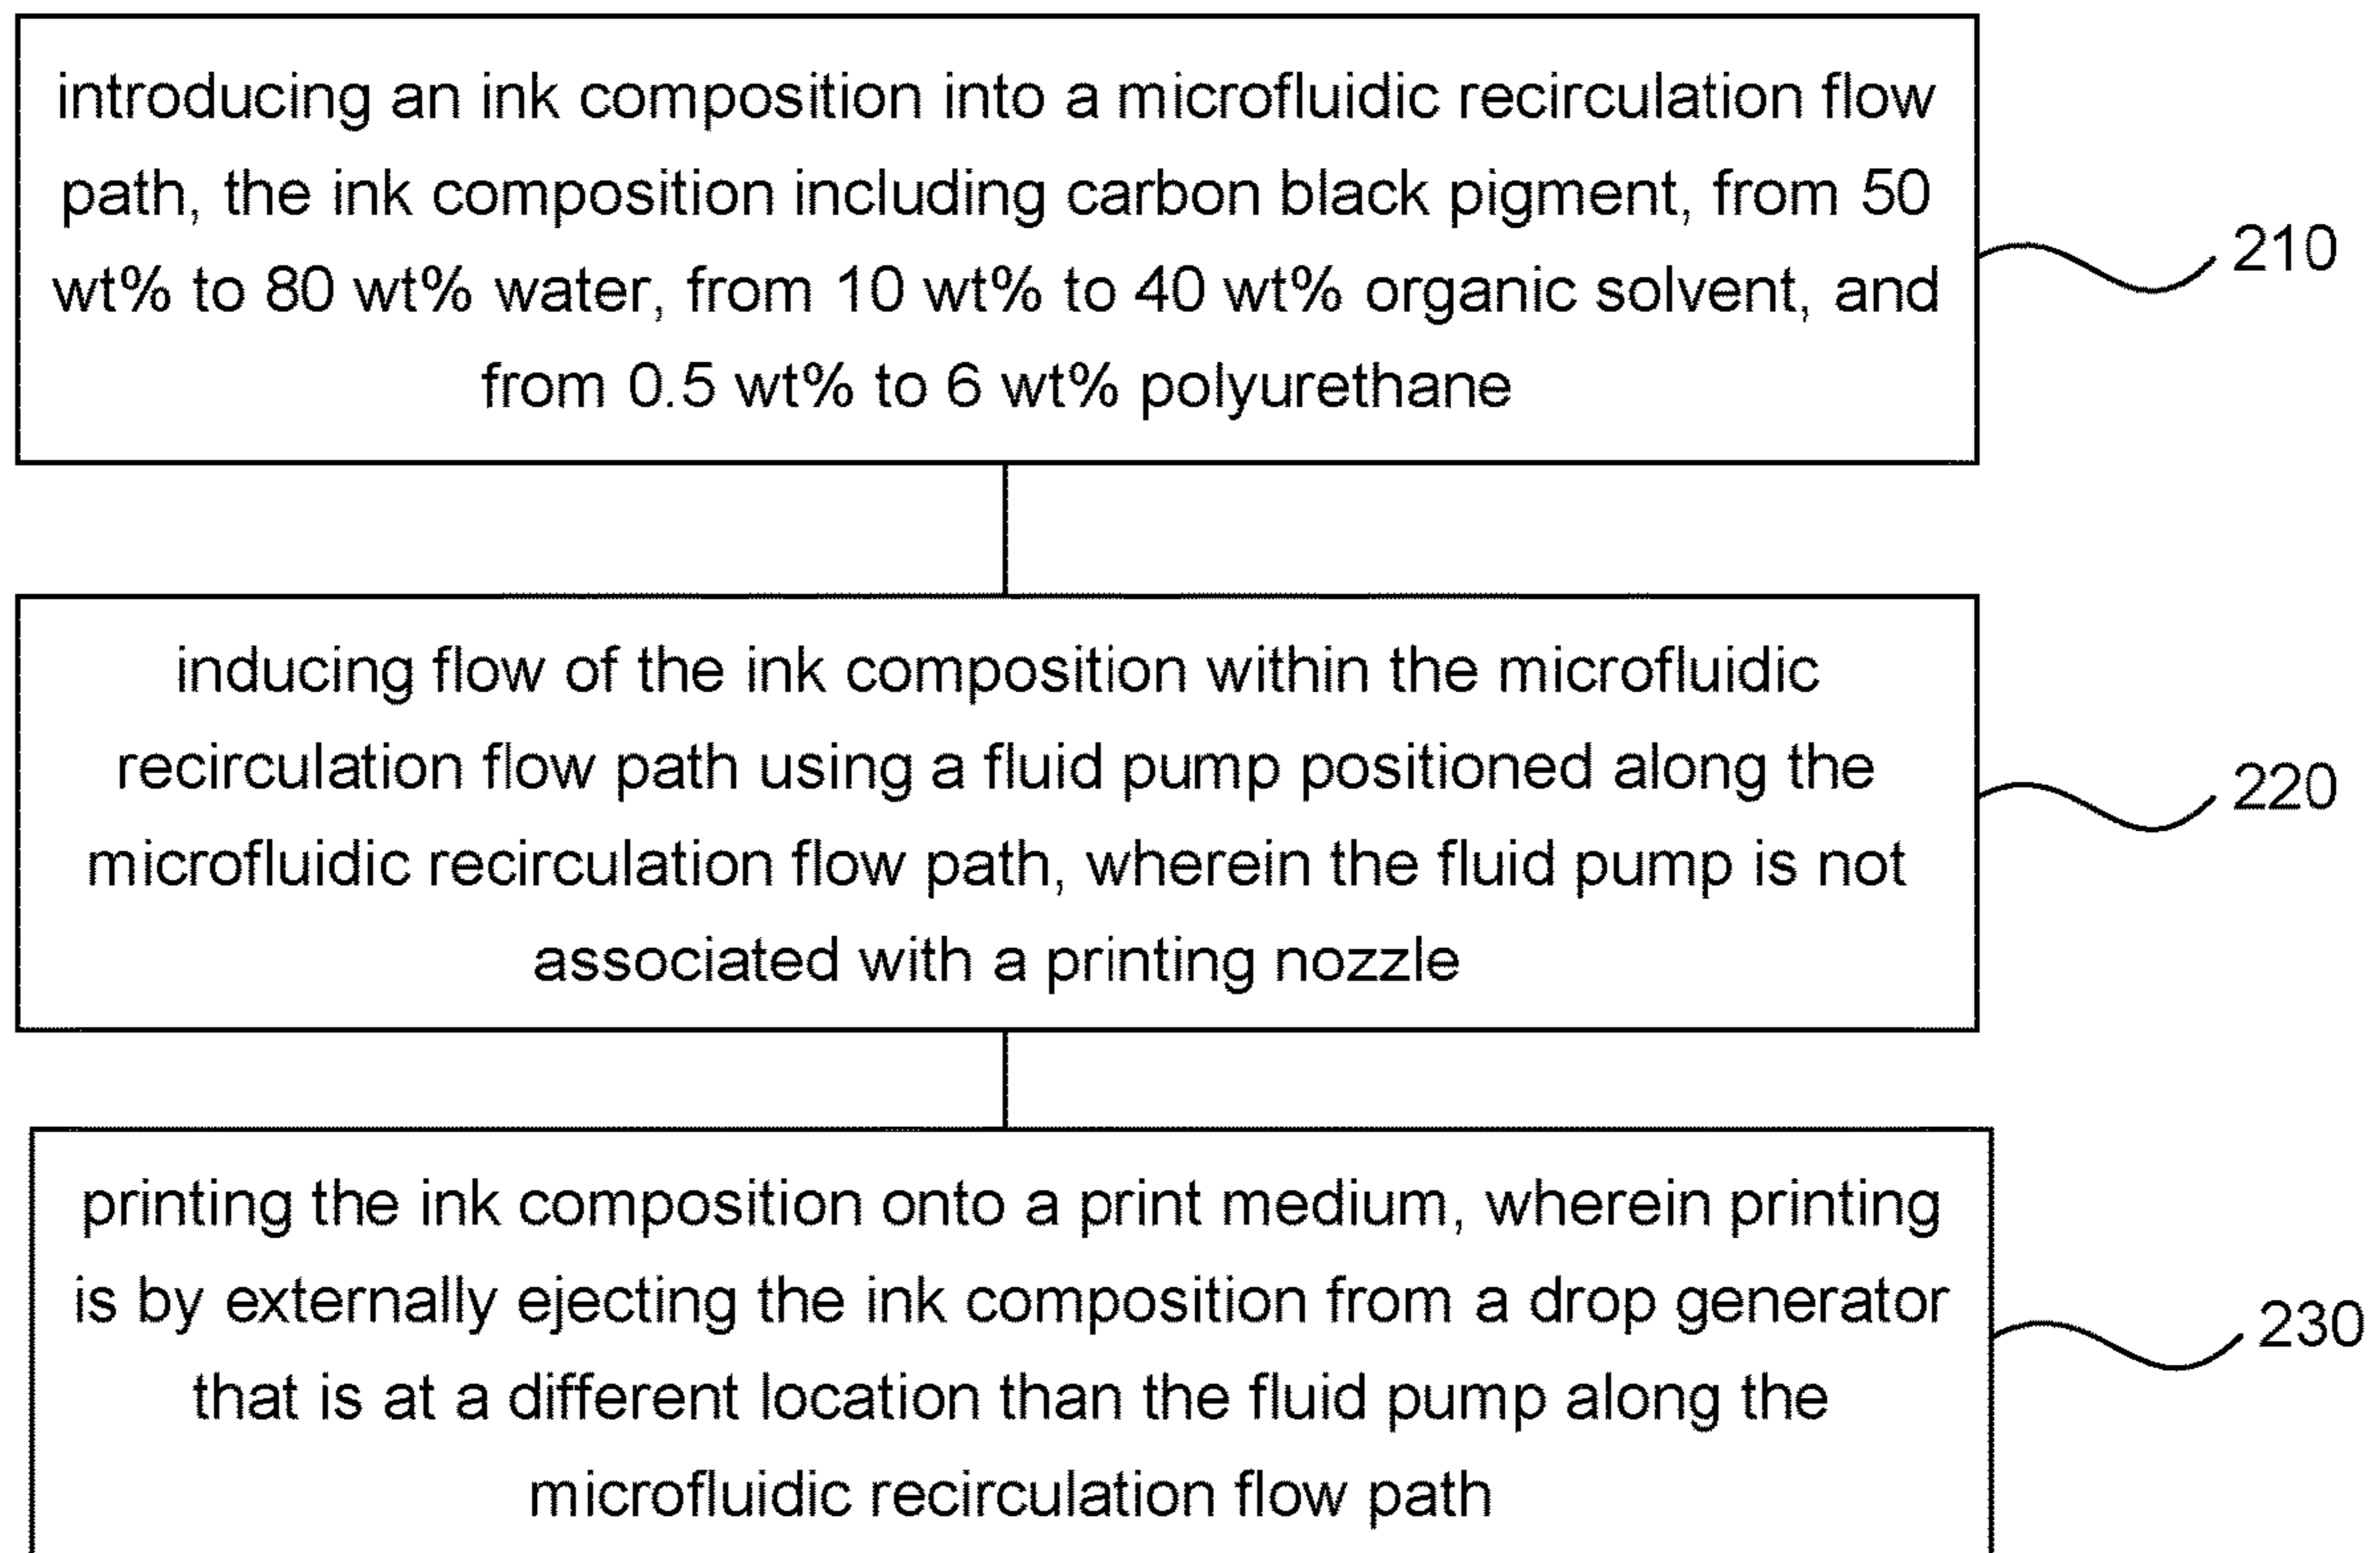 introducing an ink composition into a microfluidic recirculation flow
path, the ink composition including carbon black pigment, from 50
wt% to 80 wt% water, from 10 wt% to 40 wt% organic solvent, and
from 0.5 wt% to 6 wt% polyurethane
210
inducing flow of the ink composition within the microfluidic
recirculation flow path using a fluid pump positioned along the
microfluidic recirculation flow path, wherein the fluid pump is not
associated with a printing nozzle
220
printing the ink composition onto a print medium, wherein printing
is by externally ejecting the ink composition from a drop generator
that is at a different location than the fluid pump along the
microfluidic recirculation flow path
230